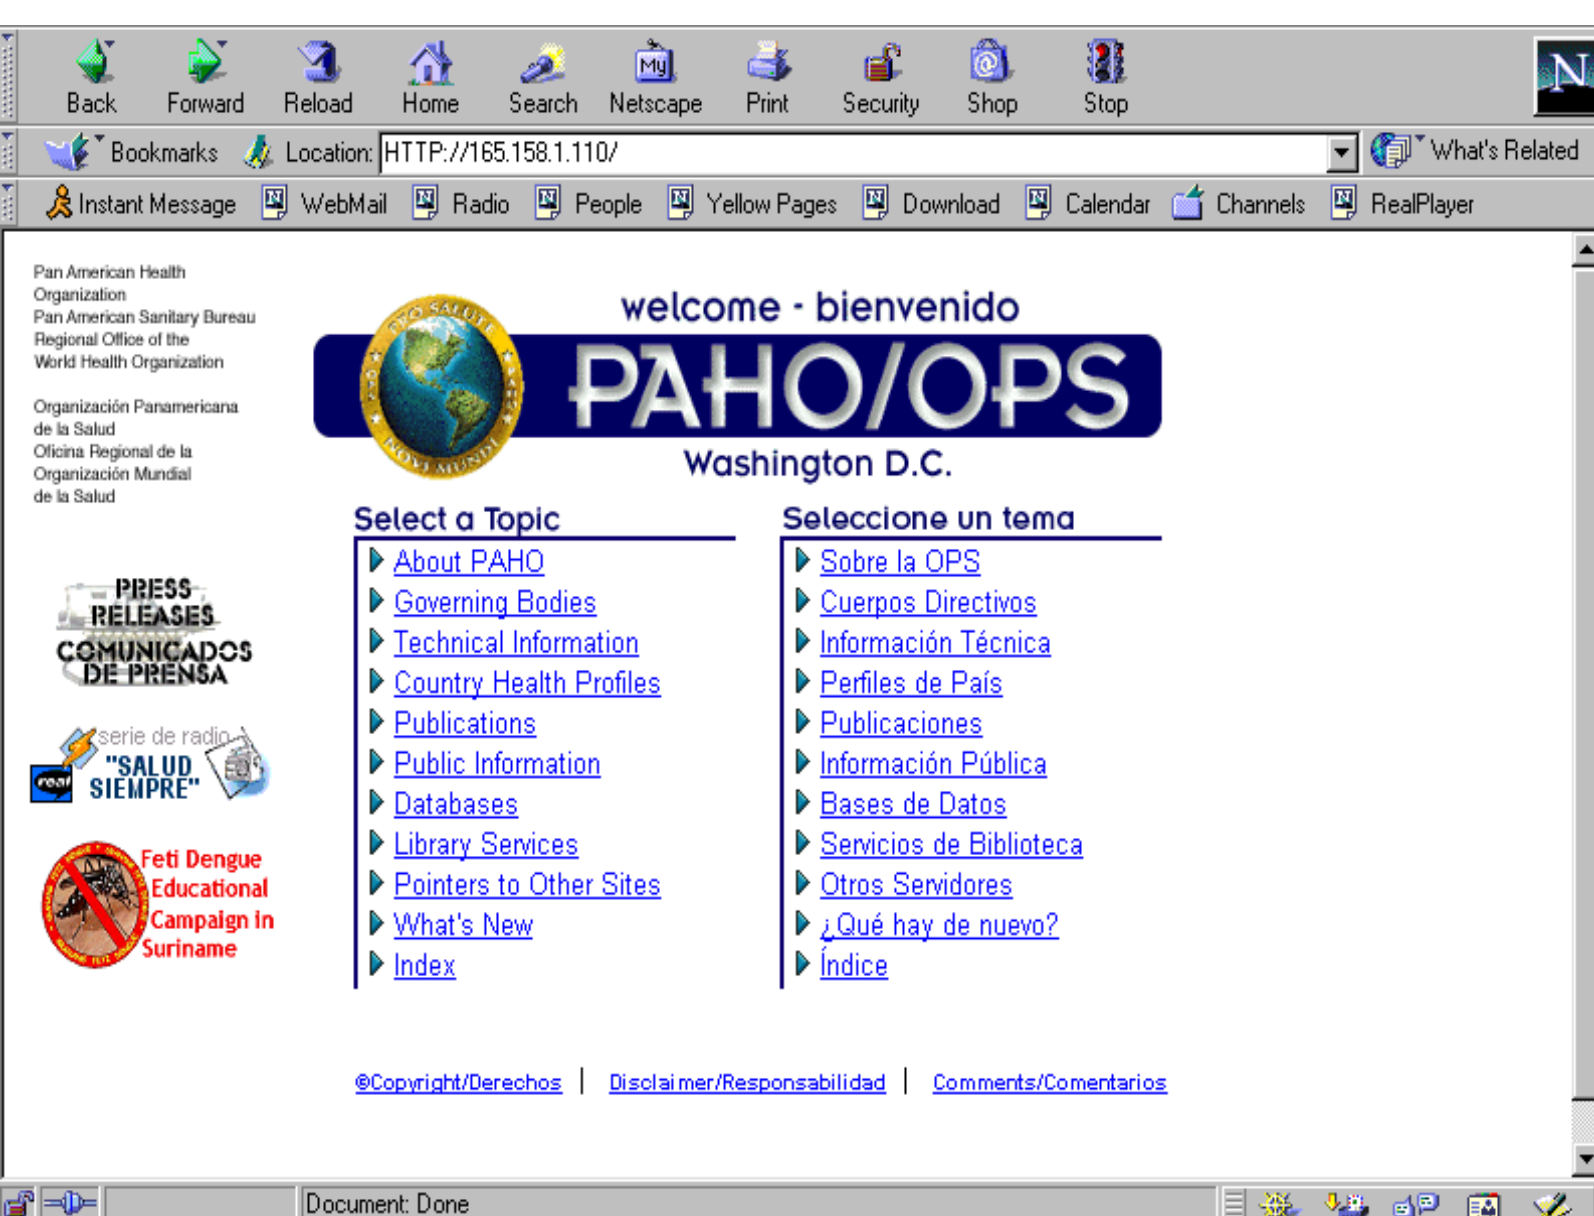 Back Forward Reload Home Search Netscape Print Security Shop Stop
My
N
Bookmarks Location: HTTP://165.158.1.110/ What's Related
Instant Message WebMail Radio People Yellow Pages Download Calendar Channels RealPlayer
Pan American Health
Organization
Pan American Sanitary Bureau
Regional Office of the
World Health Organization
Organización Panamericana
de la Salud
Oficina Regional de la
Organización Mundial
de la Salud
welcome - bienvenido
PRO SALUTE
NOVI MUNDI
PAHO/OPS
Washington D.C.
PRESS
RELEASES
COMUNICADOS
DE PRENSA
serie de radio
"SALUD
SIEMPRE"
real
Feti Dengue
Educational
Campaign in
Suriname
Select a Topic
About PAHO
Governing Bodies
Technical Information
Country Health Profiles
Publications
Public Information
Databases
Library Services
Pointers to Other Sites
What's New
Index
Seleccione un tema
Sobre la OPS
Cuerpos Directivos
Información Técnica
Perfiles de País
Publicaciones
Información Pública
Bases de Datos
Servicios de Biblioteca
Otros Servidores
¿Qué hay de nuevo?
Índice
©Copyright/Derechos | Disclaimer/Responsabilidad | Comments/Comentarios
Document: Done